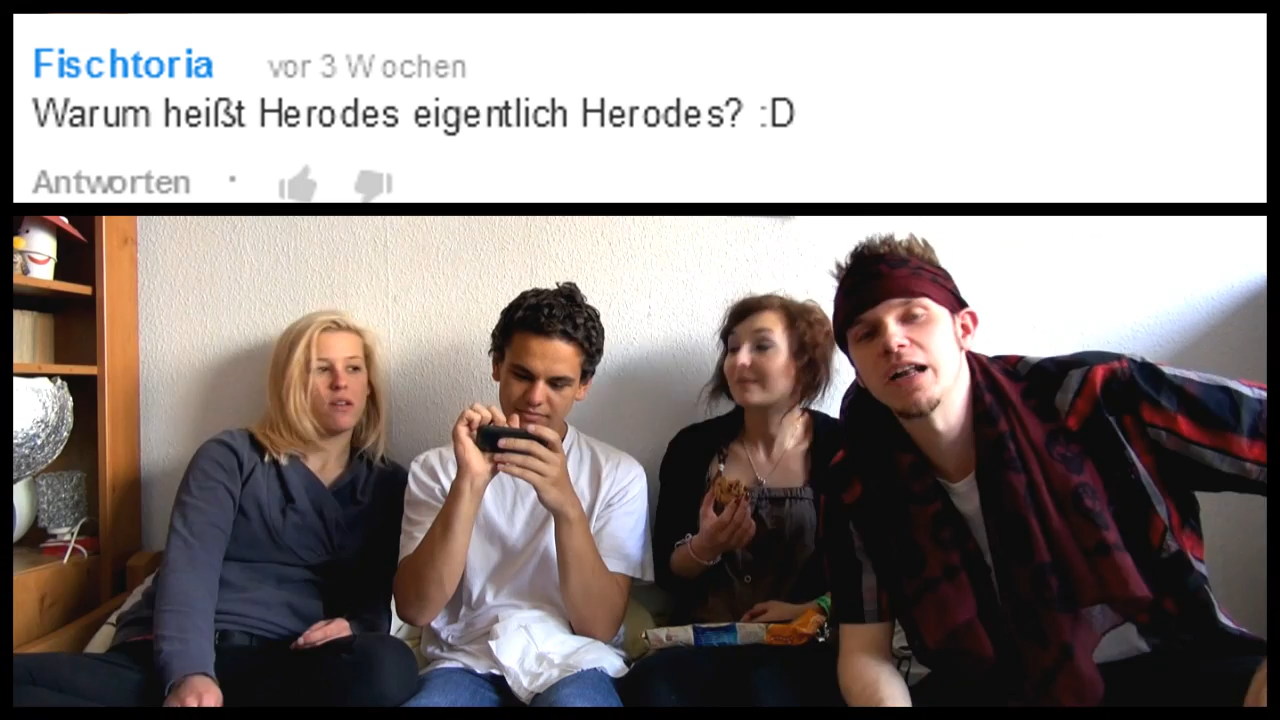 Fischtoria vor 3 Wochen
Warum heißt Herodes eigentlich Herodes? :D
Antworten ·